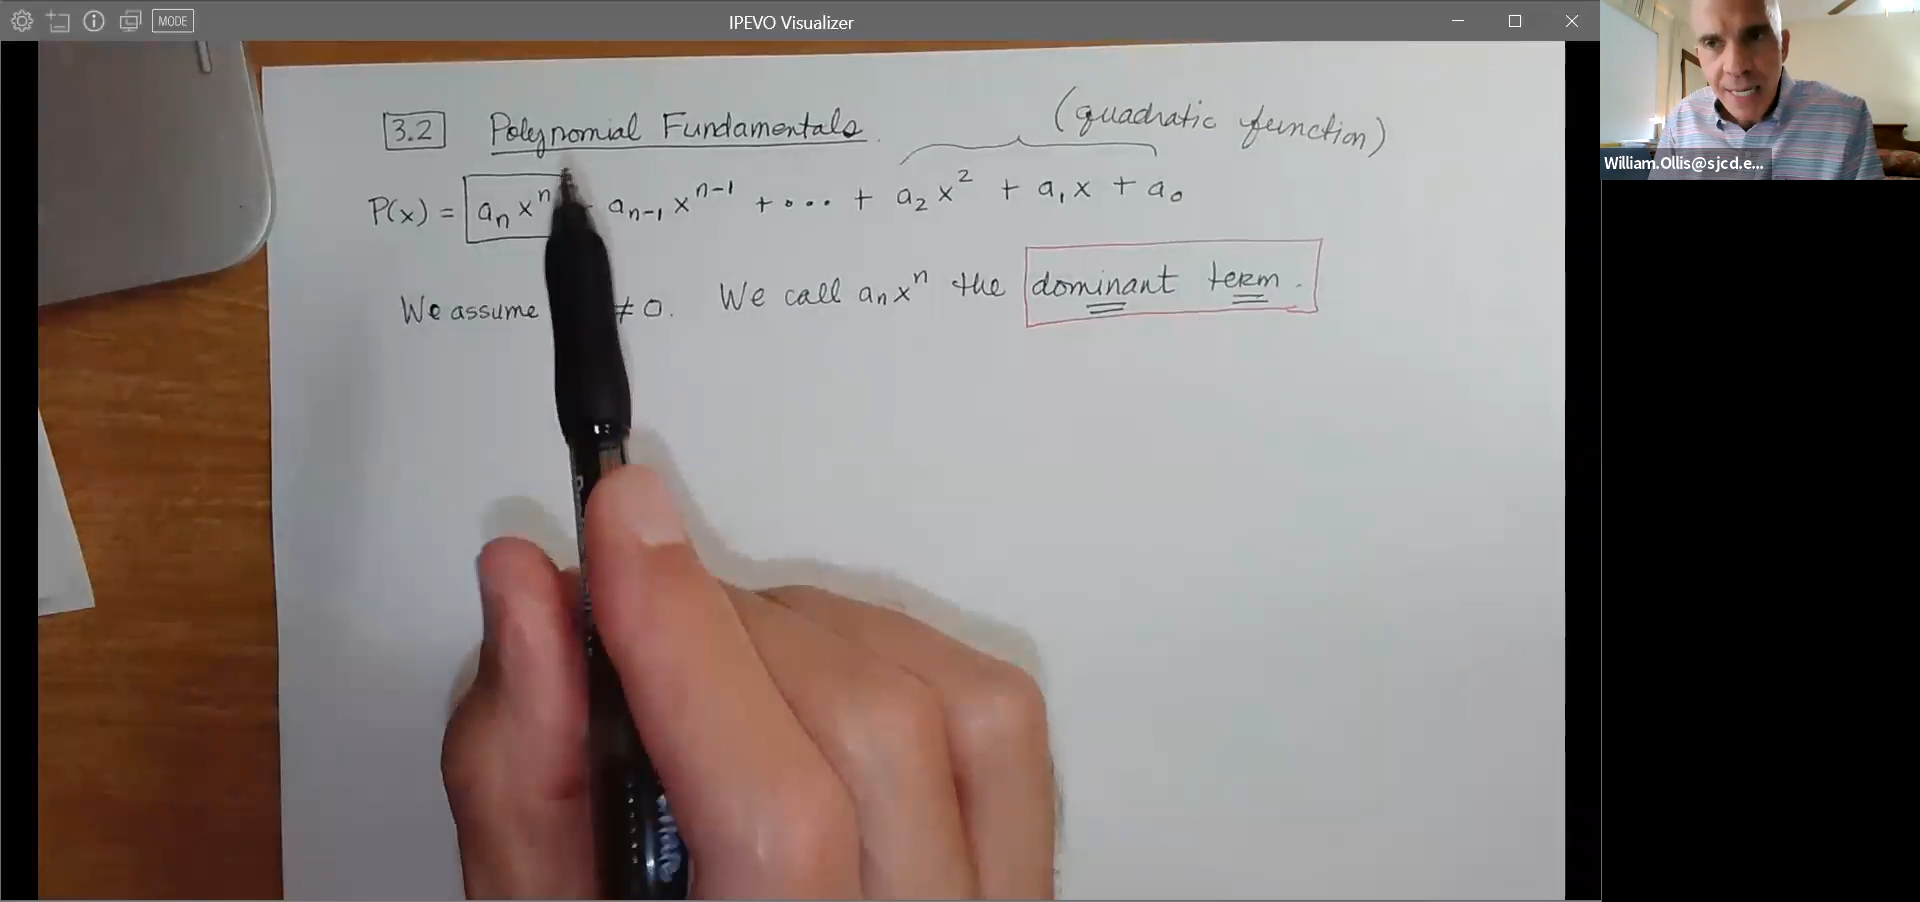 MODE
IPEVO Visualizer
3.2 Polynomial Fundamentals.
(quadratic function)
P(x) = aₙxⁿ aₙ₋₁xⁿ⁻¹ + ... + a₂x² + a₁x + a₀
We assume ≠ 0. We call aₙxⁿ the dominant term.
William.Ollis@sjcd.e...